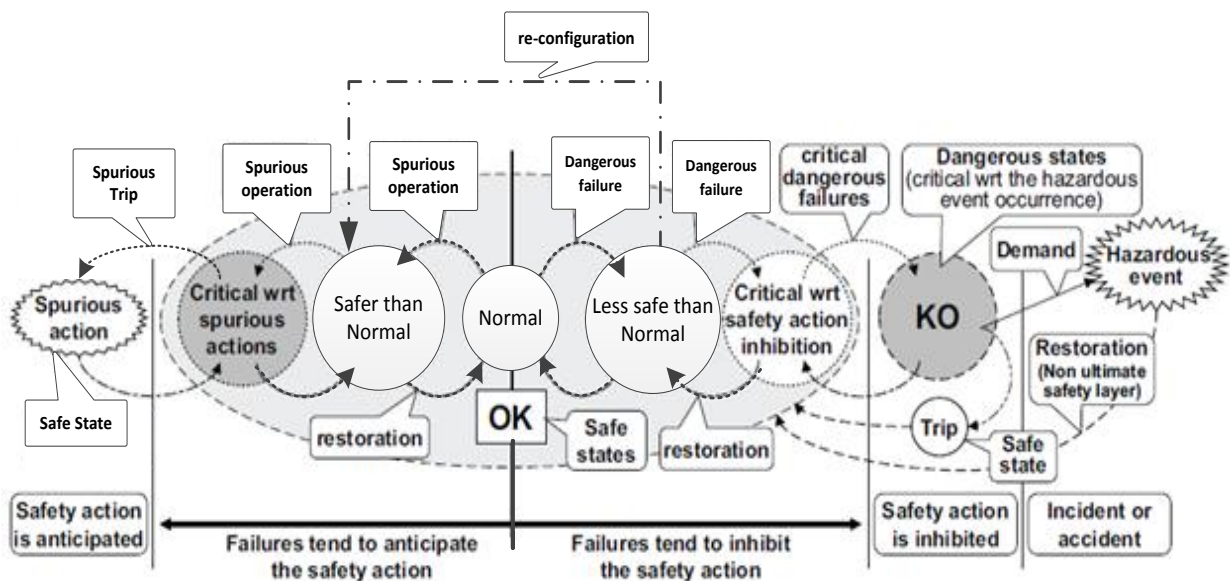 re-configuration
Spurious
Trip
Spurious
operation
Spurious
operation
Dangerous
failure
Dangerous
failure
critical
dangerous
failures
Dangerous states
(critical wrt the hazardous
event occurrence)
Demand
Hazardous
event
Spurious
action
Critical wrt
spurious
actions
Safer than
Normal
Normal
Less safe than
Normal
Critical wrt
safety action
inhibition
KO
Restoration
(Non ultimate
safety layer)
Safe State
restoration
OK
Safe
states
restoration
Trip
Safe
state
Safety action
is anticipated
Failures tend to anticipate
the safety action
Failures tend to inhibit
the safety action
Safety action
is inhibited
Incident or
accident